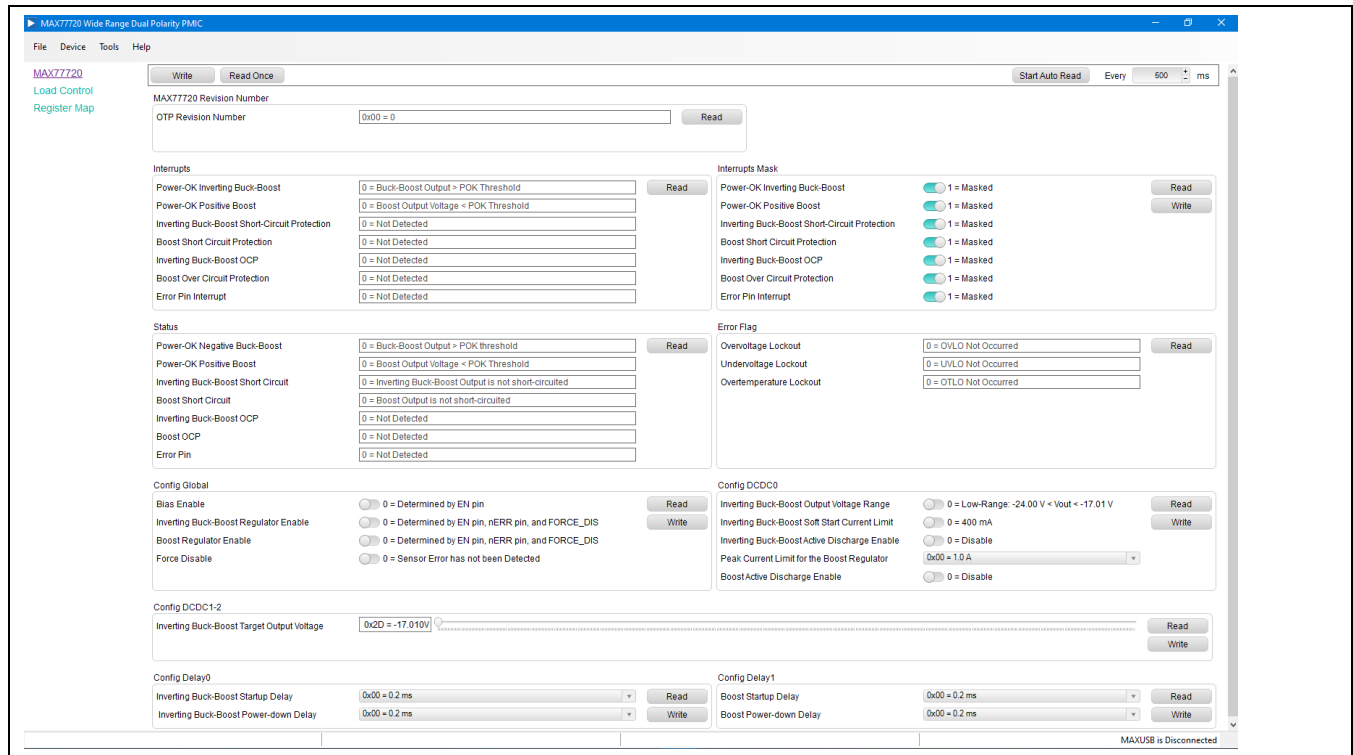 MAX77720 Wide Range Dual Polarity PMIC
File Device Tools Help
MAX77720
Load Control
Register Map
Write Read Once Start Auto Read Every 500 ms
MAX77720 Revision Number
OTP Revision Number 0x00 = 0 Read
Interrupts
Power-OK Inverting Buck-Boost 0 = Buck-Boost Output > POK Threshold Read
Power-OK Positive Boost 0 = Boost Output Voltage < POK Threshold
Inverting Buck-Boost Short-Circuit Protection 0 = Not Detected
Boost Short Circuit Protection 0 = Not Detected
Inverting Buck-Boost OCP 0 = Not Detected
Boost Over Circuit Protection 0 = Not Detected
Error Pin Interrupt 0 = Not Detected
Interrupts Mask
Power-OK Inverting Buck-Boost 1 = Masked Read
Power-OK Positive Boost 1 = Masked Write
Inverting Buck-Boost Short-Circuit Protection 1 = Masked
Boost Short Circuit Protection 1 = Masked
Inverting Buck-Boost OCP 1 = Masked
Boost Over Circuit Protection 1 = Masked
Error Pin Interrupt 1 = Masked
Status
Power-OK Negative Buck-Boost 0 = Buck-Boost Output > POK threshold Read
Power-OK Positive Boost 0 = Boost Output Voltage < POK Threshold
Inverting Buck-Boost Short Circuit 0 = Inverting Buck-Boost Output is not short-circuited
Boost Short Circuit 0 = Boost Output is not short-circuited
Inverting Buck-Boost OCP 0 = Not Detected
Boost OCP 0 = Not Detected
Error Pin 0 = Not Detected
Error Flag
Overvoltage Lockout 0 = OVLO Not Occurred Read
Undervoltage Lockout 0 = UVLO Not Occurred
Overtemperature Lockout 0 = OTLO Not Occurred
Config Global
Bias Enable 0 = Determined by EN pin Read
Inverting Buck-Boost Regulator Enable 0 = Determined by EN pin, nERR pin, and FORCE_DIS Write
Boost Regulator Enable 0 = Determined by EN pin, nERR pin, and FORCE_DIS
Force Disable 0 = Sensor Error has not been Detected
Config DCDC0
Inverting Buck-Boost Output Voltage Range 0 = Low-Range: -24.00 V < Vout < -17.01 V Read
Inverting Buck-Boost Soft Start Current Limit 0 = 400 mA Write
Inverting Buck-Boost Active Discharge Enable 0 = Disable
Peak Current Limit for the Boost Regulator 0x00 = 1.0 A
Boost Active Discharge Enable 0 = Disable
Config DCDC1-2
Inverting Buck-Boost Target Output Voltage 0x2D = -17.010V Read
Write
Config Delay0
Inverting Buck-Boost Startup Delay 0x00 = 0.2 ms Read
Inverting Buck-Boost Power-down Delay 0x00 = 0.2 ms Write
Config Delay1
Boost Startup Delay 0x00 = 0.2 ms Read
Boost Power-down Delay 0x00 = 0.2 ms Write
MAXUSB is Disconnected